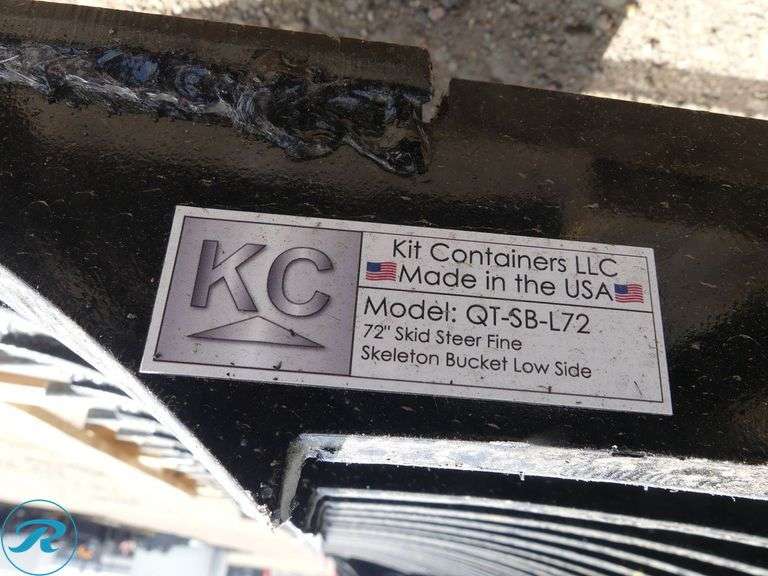 KC
Kit Containers LLC
Made in the USA
Model: QT-SB-L72
72" Skid Steer Fine
Skeleton Bucket Low Side
R